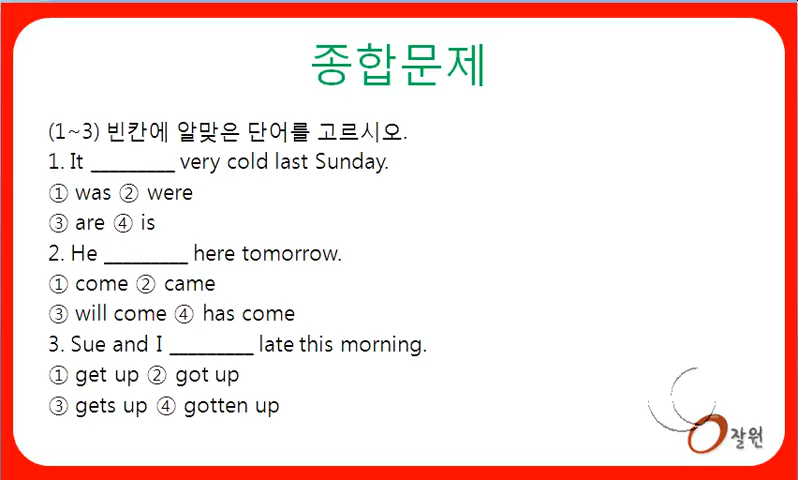 종합문제
(1~3) 빈칸에 알맞은 단어를 고르시오.
1. It _________ very cold last Sunday.
① was ② were
③ are ④ is
2. He _________ here tomorrow.
① come ② came
③ will come ④ has come
3. Sue and I _________ late this morning.
① get up ② got up
③ gets up ④ gotten up
잘원